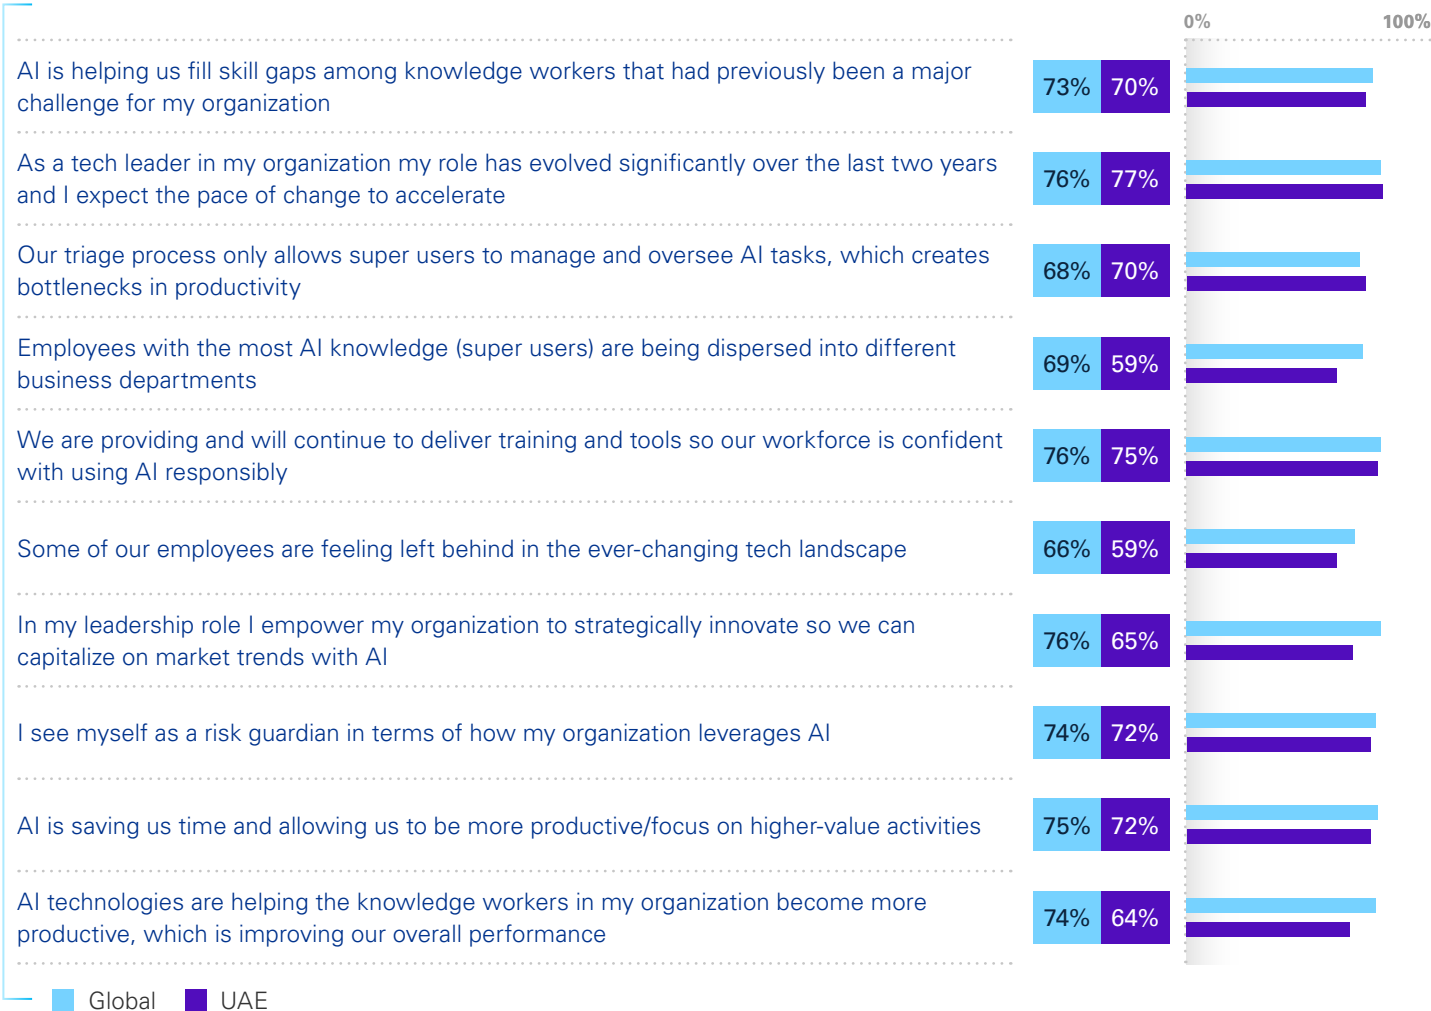 0% 100%
AI is helping us fill skill gaps among knowledge workers that had previously been a major
challenge for my organization
73% 70%
As a tech leader in my organization my role has evolved significantly over the last two years
and I expect the pace of change to accelerate
76% 77%
Our triage process only allows super users to manage and oversee AI tasks, which creates
bottlenecks in productivity
68% 70%
Employees with the most AI knowledge (super users) are being dispersed into different
business departments
69% 59%
We are providing and will continue to deliver training and tools so our workforce is confident
with using AI responsibly
76% 75%
Some of our employees are feeling left behind in the ever-changing tech landscape
66% 59%
In my leadership role I empower my organization to strategically innovate so we can
capitalize on market trends with AI
76% 65%
I see myself as a risk guardian in terms of how my organization leverages AI
74% 72%
AI is saving us time and allowing us to be more productive/focus on higher-value activities
75% 72%
AI technologies are helping the knowledge workers in my organization become more
productive, which is improving our overall performance
74% 64%
Global UAE